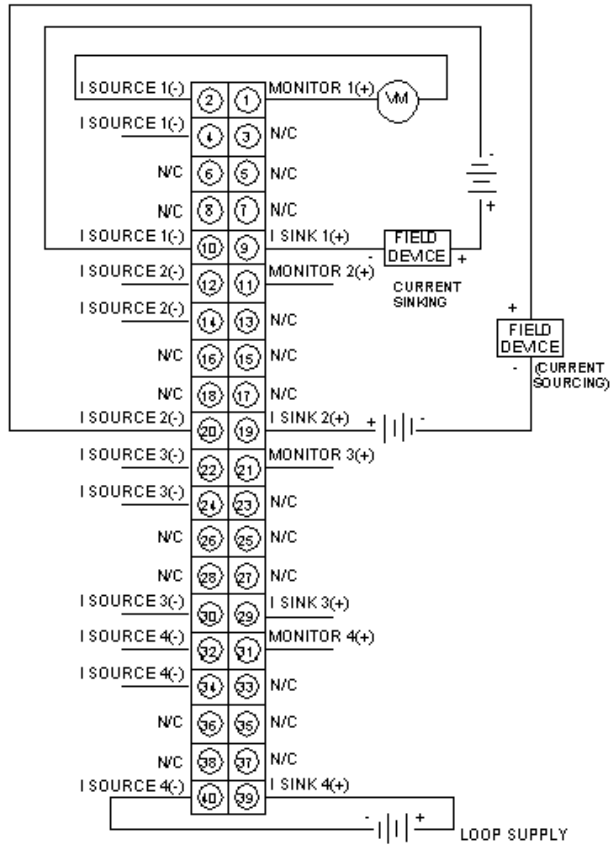 I SOURCE 1(-) 2 1 MONITOR 1(+) VM
I SOURCE 1(-) 4 3 N/C
N/C 6 5 N/C
-
+
N/C 8 7 N/C
I SOURCE 1(-) 10 9 I SINK 1(+) - FIELD DEVICE +
CURRENT SINKING
I SOURCE 2(-) 12 11 MONITOR 2(+)
I SOURCE 2(-) 14 13 N/C
+
FIELD DEVICE
-
(CURRENT SOURCING)
N/C 16 15 N/C
N/C 18 17 N/C
I SOURCE 2(-) 20 19 I SINK 2(+) + -
I SOURCE 3(-) 22 21 MONITOR 3(+)
I SOURCE 3(-) 24 23 N/C
N/C 26 25 N/C
N/C 28 27 N/C
I SOURCE 3(-) 30 29 I SINK 3(+)
I SOURCE 4(-) 32 31 MONITOR 4(+)
I SOURCE 4(-) 34 33 N/C
N/C 36 35 N/C
N/C 38 37 N/C
I SOURCE 4(-) 40 39 I SINK 4(+)
- + LOOP SUPPLY